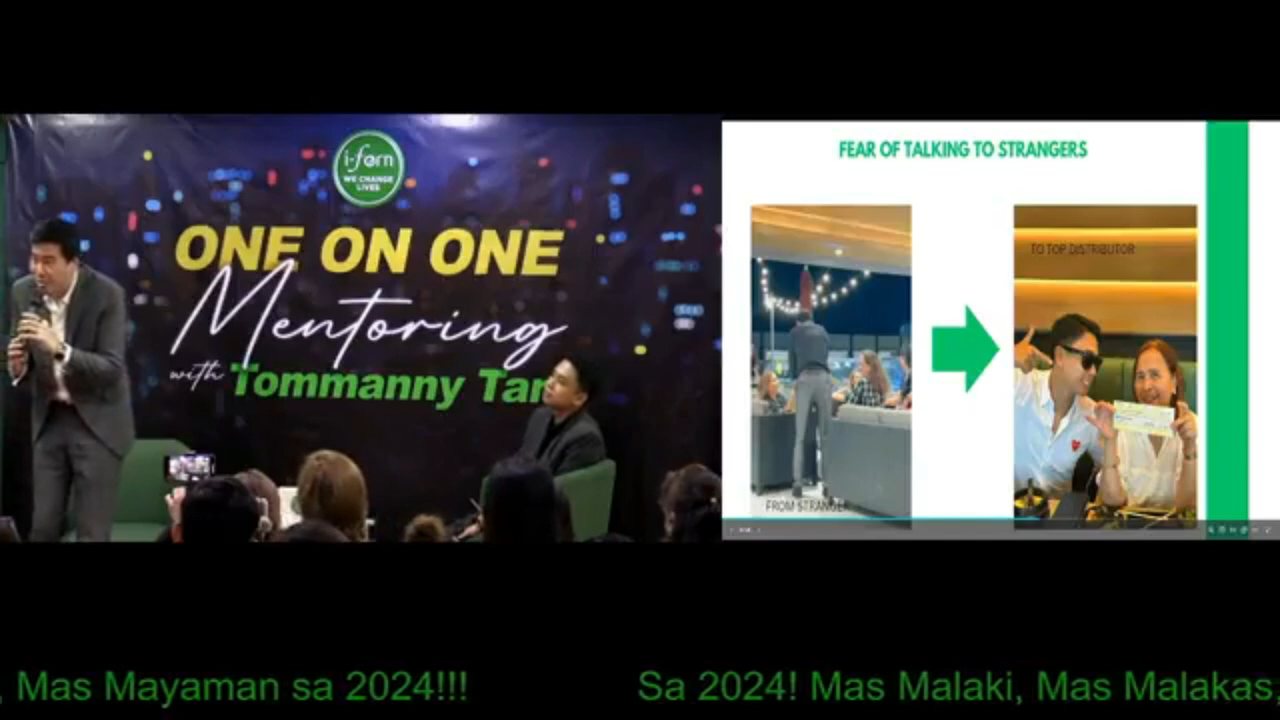 i-fern
WE CHANGE
LIVES
ONE ON ONE
Mentoring
with Tommanny Tan
FEAR OF TALKING TO STRANGERS
TO TOP DISTRIBUTOR
FROM STRANGER
, Mas Mayaman sa 2024!!!
Sa 2024! Mas Malaki, Mas Malakas,